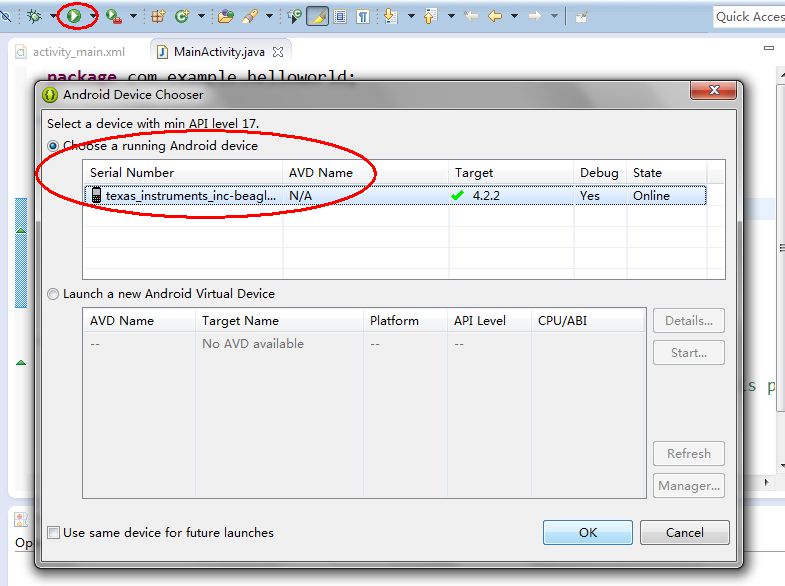 Quick Acces
activity_main.xml
MainActivity.java
package com.example.helloworld;
Android Device Chooser
Select a device with min API level 17.
Choose a running Android device
Serial Number AVD Name Target Debug State
texas_instruments_inc-beagl... N/A 4.2.2 Yes Online
Launch a new Android Virtual Device
AVD Name Target Name Platform API Level CPU/ABI
-- No AVD available -- --
Details...
Start...
is p
Refresh
Manager...
Use same device for future launches
OK
Cancel
Op